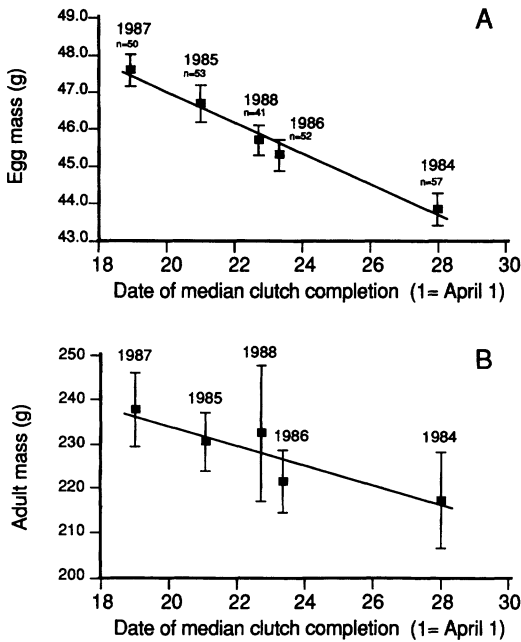 A
49.0
48.0
47.0
46.0
45.0
44.0
43.0
Egg mass (g)
1987
n=50
1985
n=53
1988
n=41
1986
n=52
1984
n=57
18 20 22 24 26 28 30
Date of median clutch completion (1= April 1)
B
250
240
230
220
210
200
Adult mass (g)
1987
1985
1988
1986
1984
18 20 22 24 26 28 30
Date of median clutch completion (1= April 1)